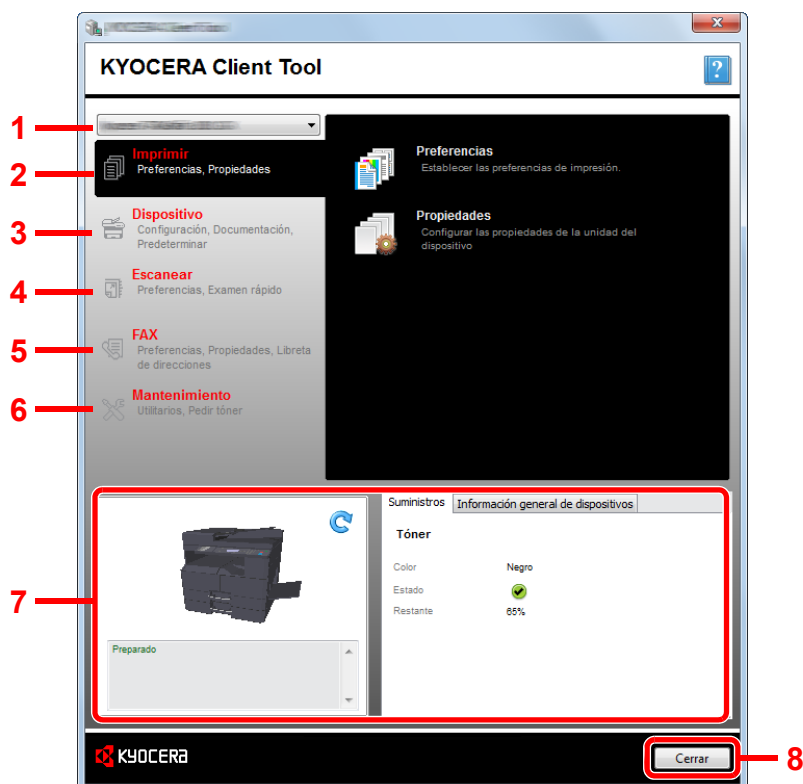 KYOCERA Client Tool
?
1
2
3
4
5
6
7
8
Imprimir
Preferencias, Propiedades
Dispositivo
Configuración, Documentación,
Predeterminar
Escanear
Preferencias, Examen rápido
FAX
Preferencias, Propiedades, Libreta
de direcciones
Mantenimiento
Utilitarios, Pedir tóner
Preferencias
Establecer las preferencias de impresión.
Propiedades
Configurar las propiedades de la unidad del
dispositivo
Preparado
Suministros
Información general de dispositivos
Tóner
Color Negro
Estado
Restante 65%
KYOCERA
Cerrar